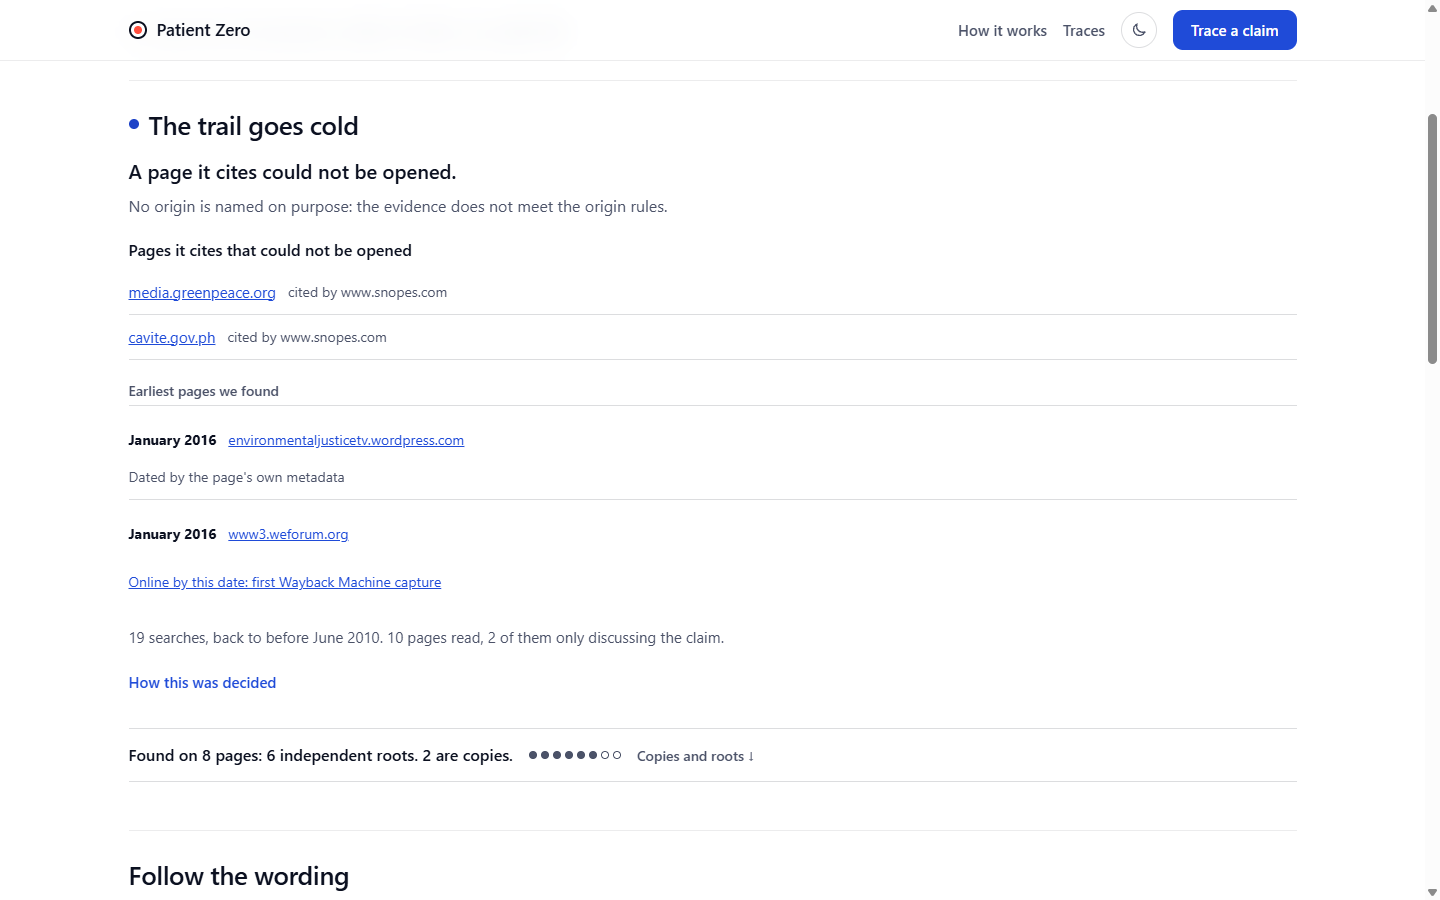 Patient Zero
How it works
Traces
Trace a claim
The trail goes cold
A page it cites could not be opened.
No origin is named on purpose: the evidence does not meet the origin rules.
Pages it cites that could not be opened
media.greenpeace.org cited by www.snopes.com
cavite.gov.ph cited by www.snopes.com
Earliest pages we found
January 2016 environmentaljusticetv.wordpress.com
Dated by the page's own metadata
January 2016 www3.weforum.org
Online by this date: first Wayback Machine capture
19 searches, back to before June 2010. 10 pages read, 2 of them only discussing the claim.
How this was decided
Found on 8 pages: 6 independent roots. 2 are copies. Copies and roots ↓
Follow the wording